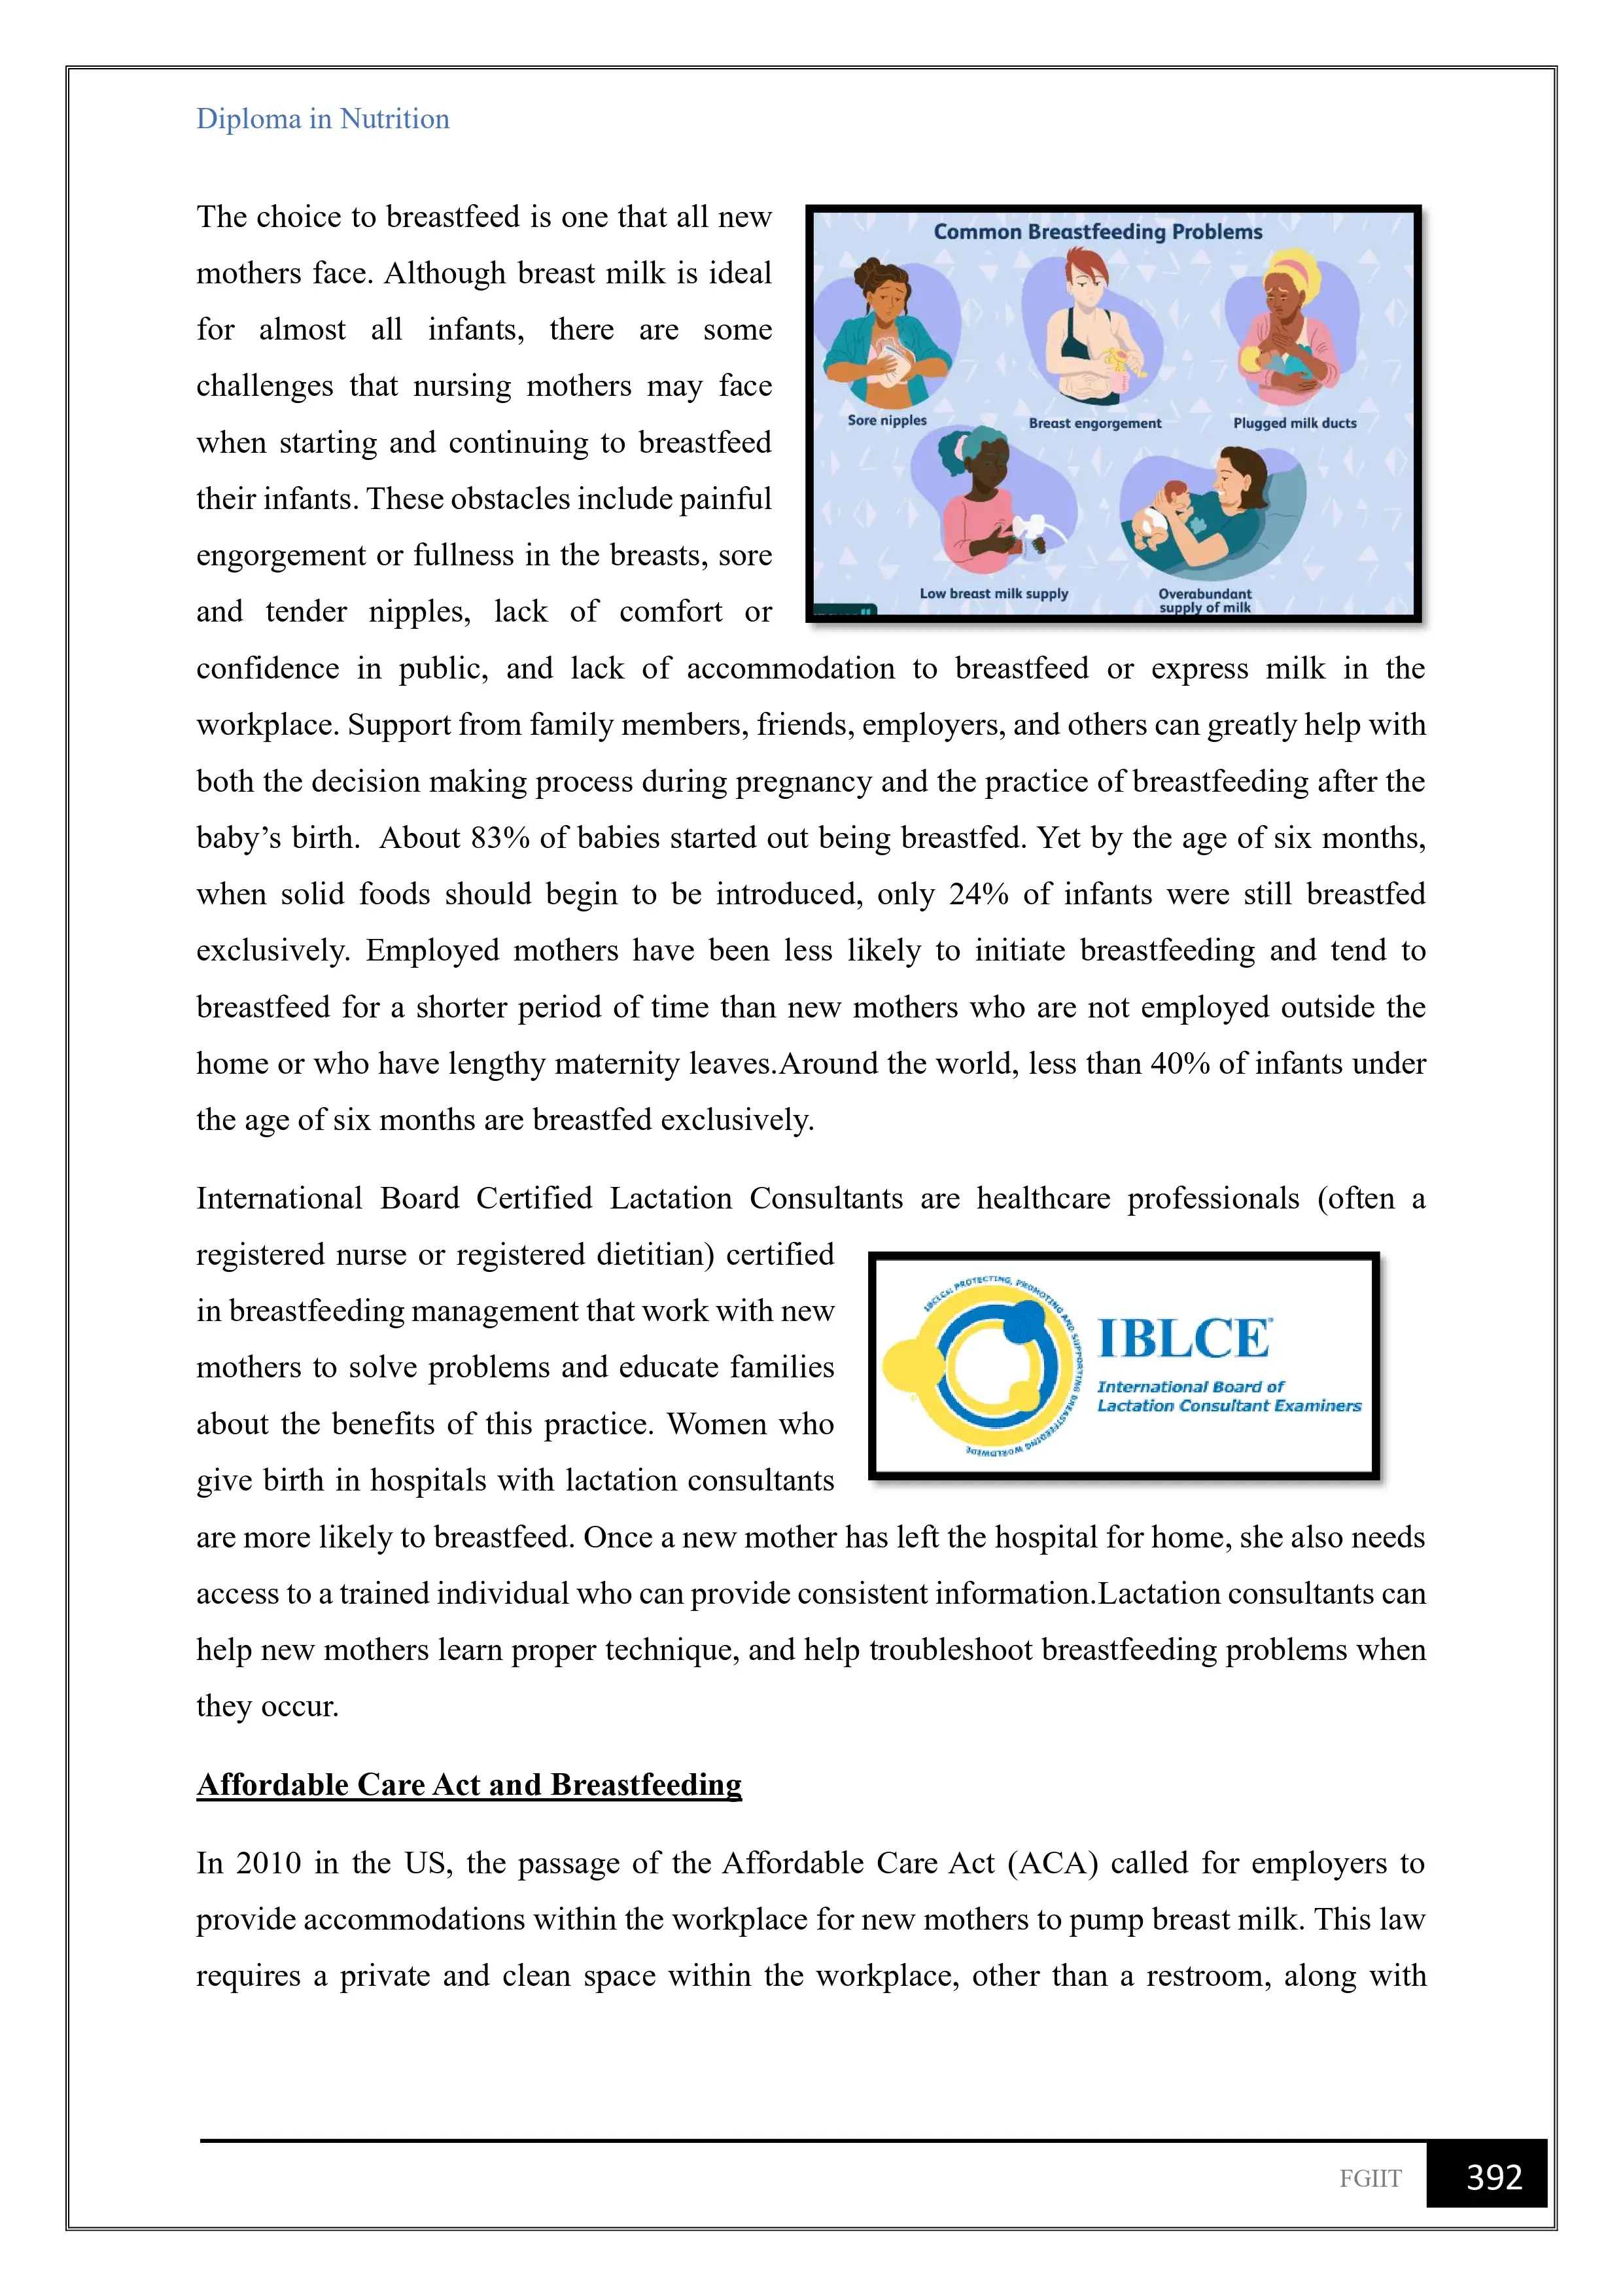 Diploma in Nutrition
The choice to breastfeed is one that all new
mothers face. Although breast milk is ideal
for almost all infants, there are some
challenges that nursing mothers may face
when starting and continuing to breastfeed
their infants. These obstacles include painful
engorgement or fullness in the breasts, sore
and tender nipples, lack of comfort or
Common Breastfeeding Problems
Sore nipples
Breast engorgement
Plugged milk ducts
Low breast milk supply
Overabundant
supply of milk
confidence in public, and lack of accommodation to breastfeed or express milk in the
workplace. Support from family members, friends, employers, and others can greatly help with
both the decision making process during pregnancy and the practice of breastfeeding after the
baby’s birth.  About 83% of babies started out being breastfed. Yet by the age of six months,
when solid foods should begin to be introduced, only 24% of infants were still breastfed
exclusively. Employed mothers have been less likely to initiate breastfeeding and tend to
breastfeed for a shorter period of time than new mothers who are not employed outside the
home or who have lengthy maternity leaves.Around the world, less than 40% of infants under
the age of six months are breastfed exclusively.
International Board Certified Lactation Consultants are healthcare professionals (often a
registered nurse or registered dietitian) certified
in breastfeeding management that work with new
mothers to solve problems and educate families
about the benefits of this practice. Women who
give birth in hospitals with lactation consultants
IBCLCs: PROTECTING, PROMOTING AND SUPPORTING BREASTFEEDING WORLDWIDE
IBLCE®
International Board of
Lactation Consultant Examiners
are more likely to breastfeed. Once a new mother has left the hospital for home, she also needs
access to a trained individual who can provide consistent information.Lactation consultants can
help new mothers learn proper technique, and help troubleshoot breastfeeding problems when
they occur.
Affordable Care Act and Breastfeeding
In 2010 in the US, the passage of the Affordable Care Act (ACA) called for employers to
provide accommodations within the workplace for new mothers to pump breast milk. This law
requires a private and clean space within the workplace, other than a restroom, along with
FGIIT
392